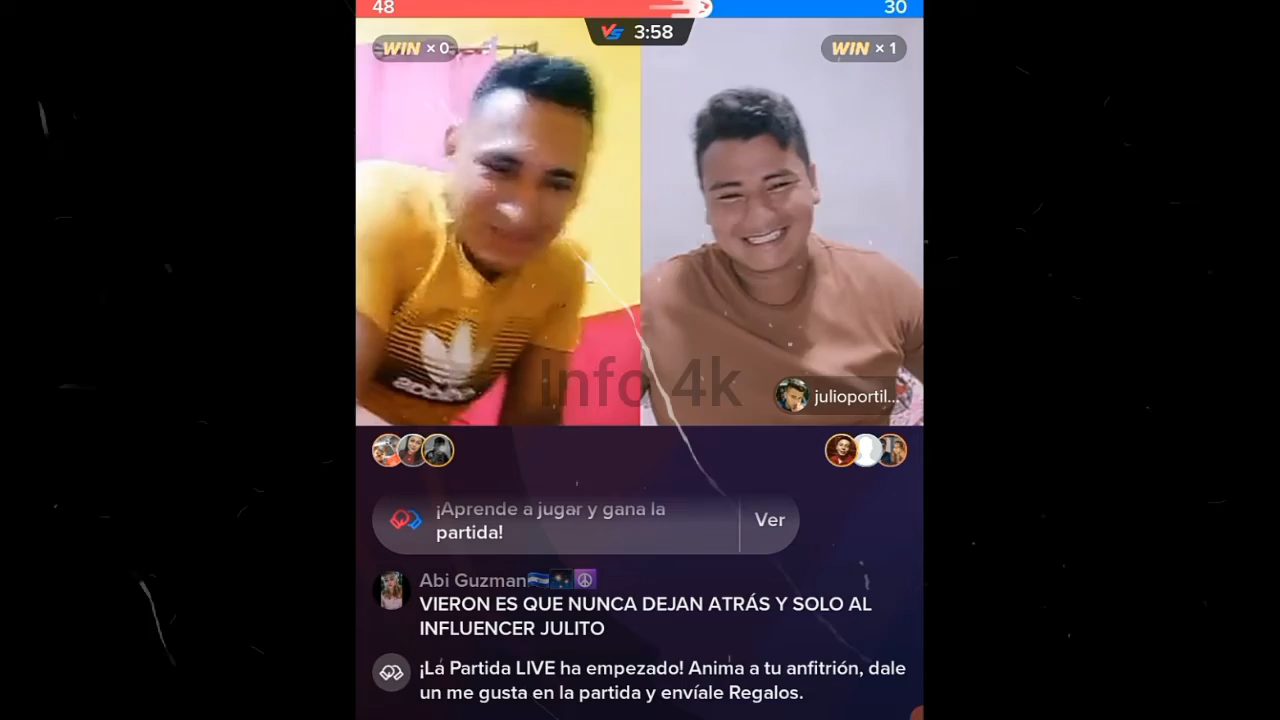 48
30
VS 3:58
WIN × 0
WIN × 1
adidas
Info 4k
julioportil...
¡Aprende a jugar y gana la
partida!
Ver
Abi Guzman
VIERON ES QUE NUNCA DEJAN ATRÁS Y SOLO AL
INFLUENCER JULITO
¡La Partida LIVE ha empezado! Anima a tu anfitrión, dale
un me gusta en la partida y envíale Regalos.